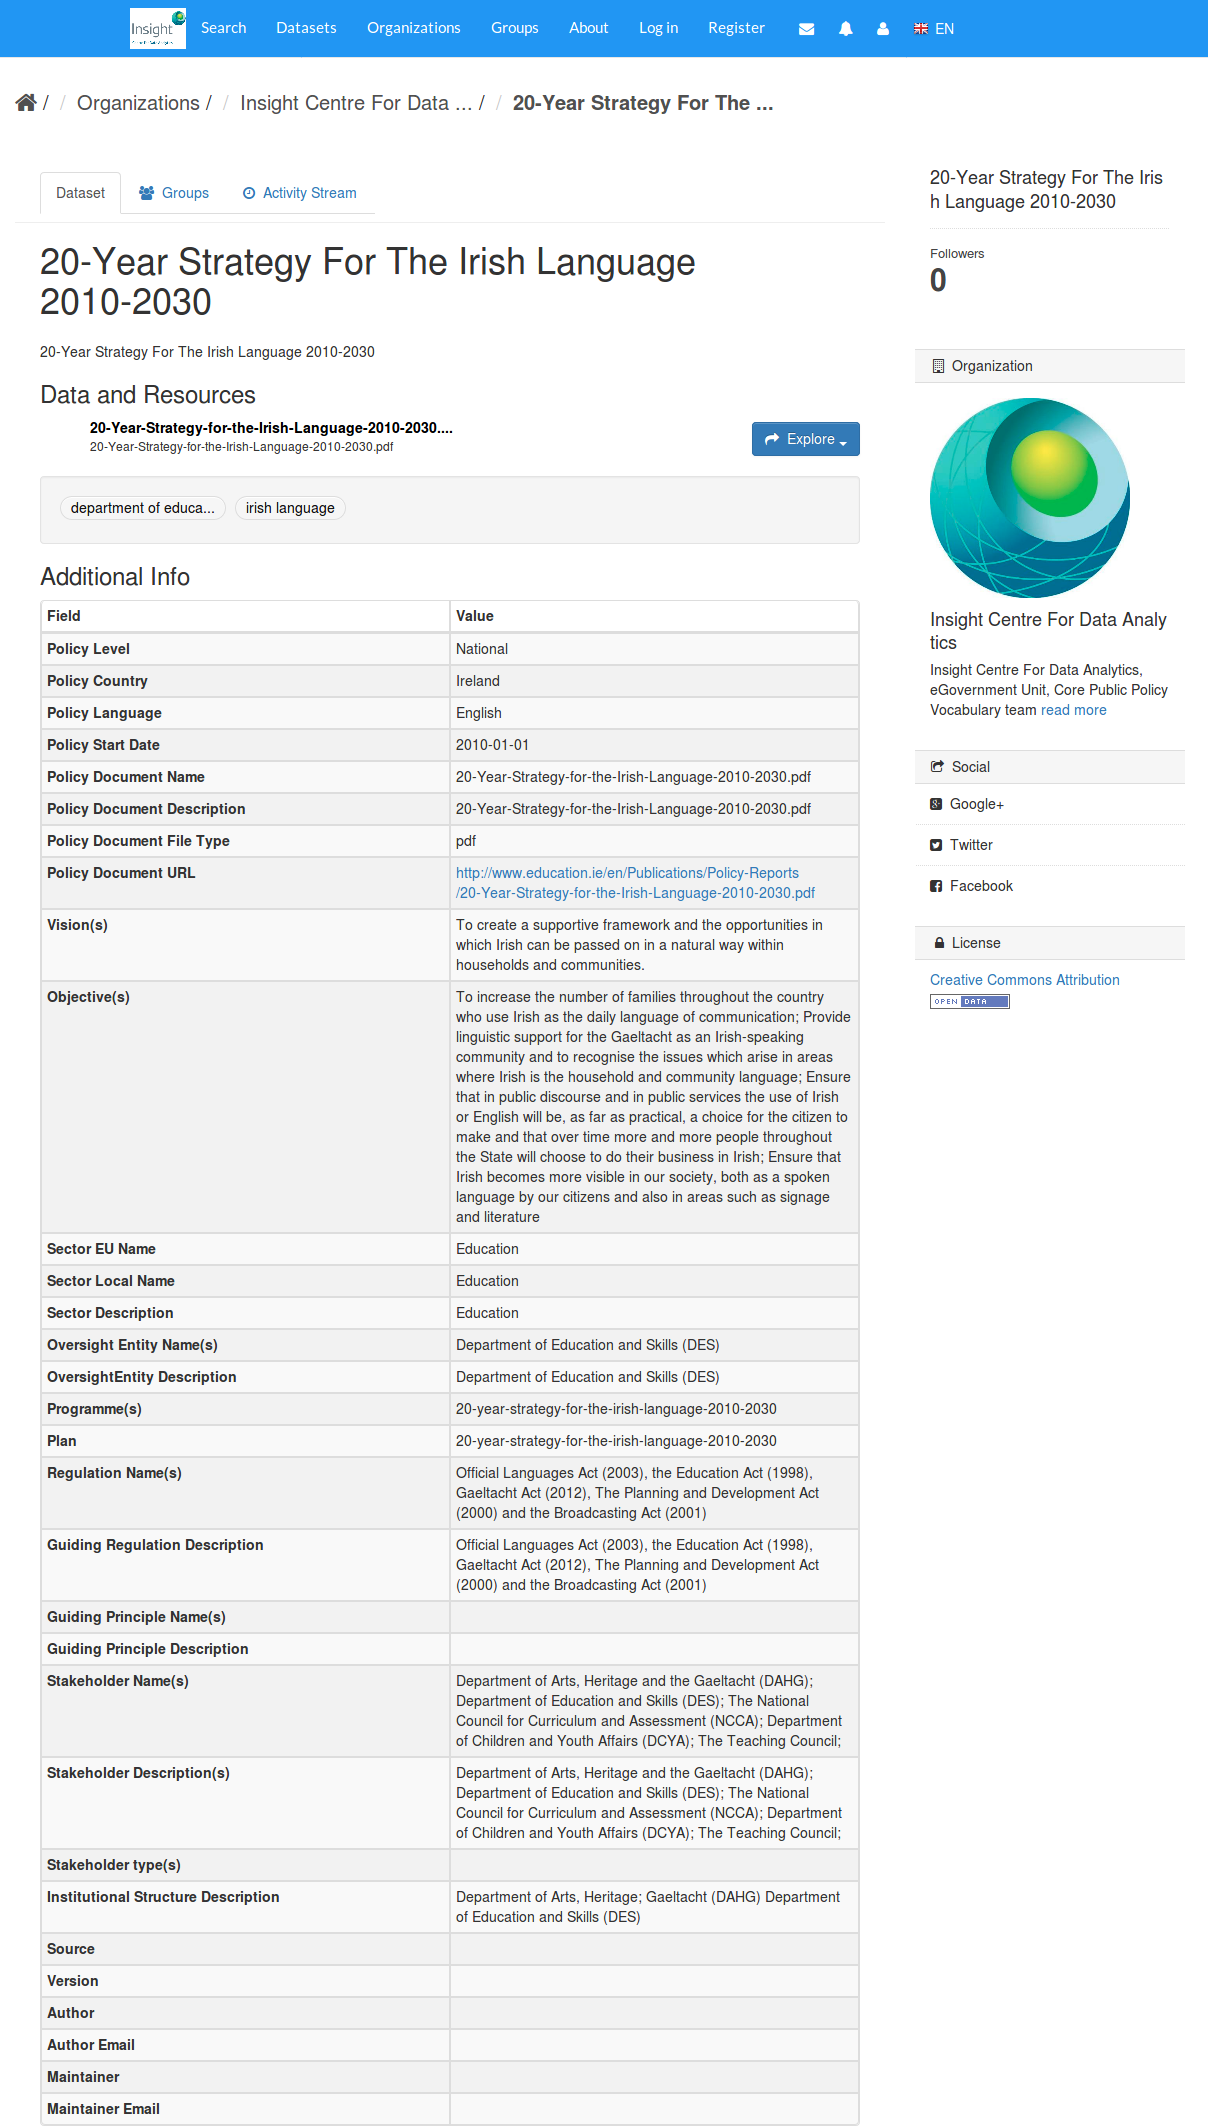 Insight
Search
Datasets
Organizations
Groups
About
Log in
Register
EN
/ / Organizations / / Insight Centre For Data ... / / 20-Year Strategy For The ...
Dataset
Groups
Activity Stream
20-Year Strategy For The Irish Language
2010-2030
20-Year Strategy For The Irish Language 2010-2030
Data and Resources
20-Year-Strategy-for-the-Irish-Language-2010-2030....
20-Year-Strategy-for-the-Irish-Language-2010-2030.pdf
Explore
department of educa...
irish language
Additional Info
Field Value
Policy Level National
Policy Country Ireland
Policy Language English
Policy Start Date 2010-01-01
Policy Document Name 20-Year-Strategy-for-the-Irish-Language-2010-2030.pdf
Policy Document Description 20-Year-Strategy-for-the-Irish-Language-2010-2030.pdf
Policy Document File Type pdf
Policy Document URL http://www.education.ie/en/Publications/Policy-Reports
/20-Year-Strategy-for-the-Irish-Language-2010-2030.pdf
Vision(s) To create a supportive framework and the opportunities in
which Irish can be passed on in a natural way within
households and communities.
Objective(s) To increase the number of families throughout the country
who use Irish as the daily language of communication; Provide
linguistic support for the Gaeltacht as an Irish-speaking
community and to recognise the issues which arise in areas
where Irish is the household and community language; Ensure
that in public discourse and in public services the use of Irish
or English will be, as far as practical, a choice for the citizen to
make and that over time more and more people throughout
the State will choose to do their business in Irish; Ensure that
Irish becomes more visible in our society, both as a spoken
language by our citizens and also in areas such as signage
and literature
Sector EU Name Education
Sector Local Name Education
Sector Description Education
Oversight Entity Name(s) Department of Education and Skills (DES)
OversightEntity Description Department of Education and Skills (DES)
Programme(s) 20-year-strategy-for-the-irish-language-2010-2030
Plan 20-year-strategy-for-the-irish-language-2010-2030
Regulation Name(s) Official Languages Act (2003), the Education Act (1998),
Gaeltacht Act (2012), The Planning and Development Act
(2000) and the Broadcasting Act (2001)
Guiding Regulation Description Official Languages Act (2003), the Education Act (1998),
Gaeltacht Act (2012), The Planning and Development Act
(2000) and the Broadcasting Act (2001)
Guiding Principle Name(s)
Guiding Principle Description
Stakeholder Name(s) Department of Arts, Heritage and the Gaeltacht (DAHG);
Department of Education and Skills (DES); The National
Council for Curriculum and Assessment (NCCA); Department
of Children and Youth Affairs (DCYA); The Teaching Council;
Stakeholder Description(s) Department of Arts, Heritage and the Gaeltacht (DAHG);
Department of Education and Skills (DES); The National
Council for Curriculum and Assessment (NCCA); Department
of Children and Youth Affairs (DCYA); The Teaching Council;
Stakeholder type(s)
Institutional Structure Description Department of Arts, Heritage; Gaeltacht (DAHG) Department
of Education and Skills (DES)
Source
Version
Author
Author Email
Maintainer
Maintainer Email
20-Year Strategy For The Iris
h Language 2010-2030
Followers
0
Organization
Insight Centre For Data Analy
tics
Insight Centre For Data Analytics,
eGovernment Unit, Core Public Policy
Vocabulary team read more
Social
Google+
Twitter
Facebook
License
Creative Commons Attribution
OPEN DATA